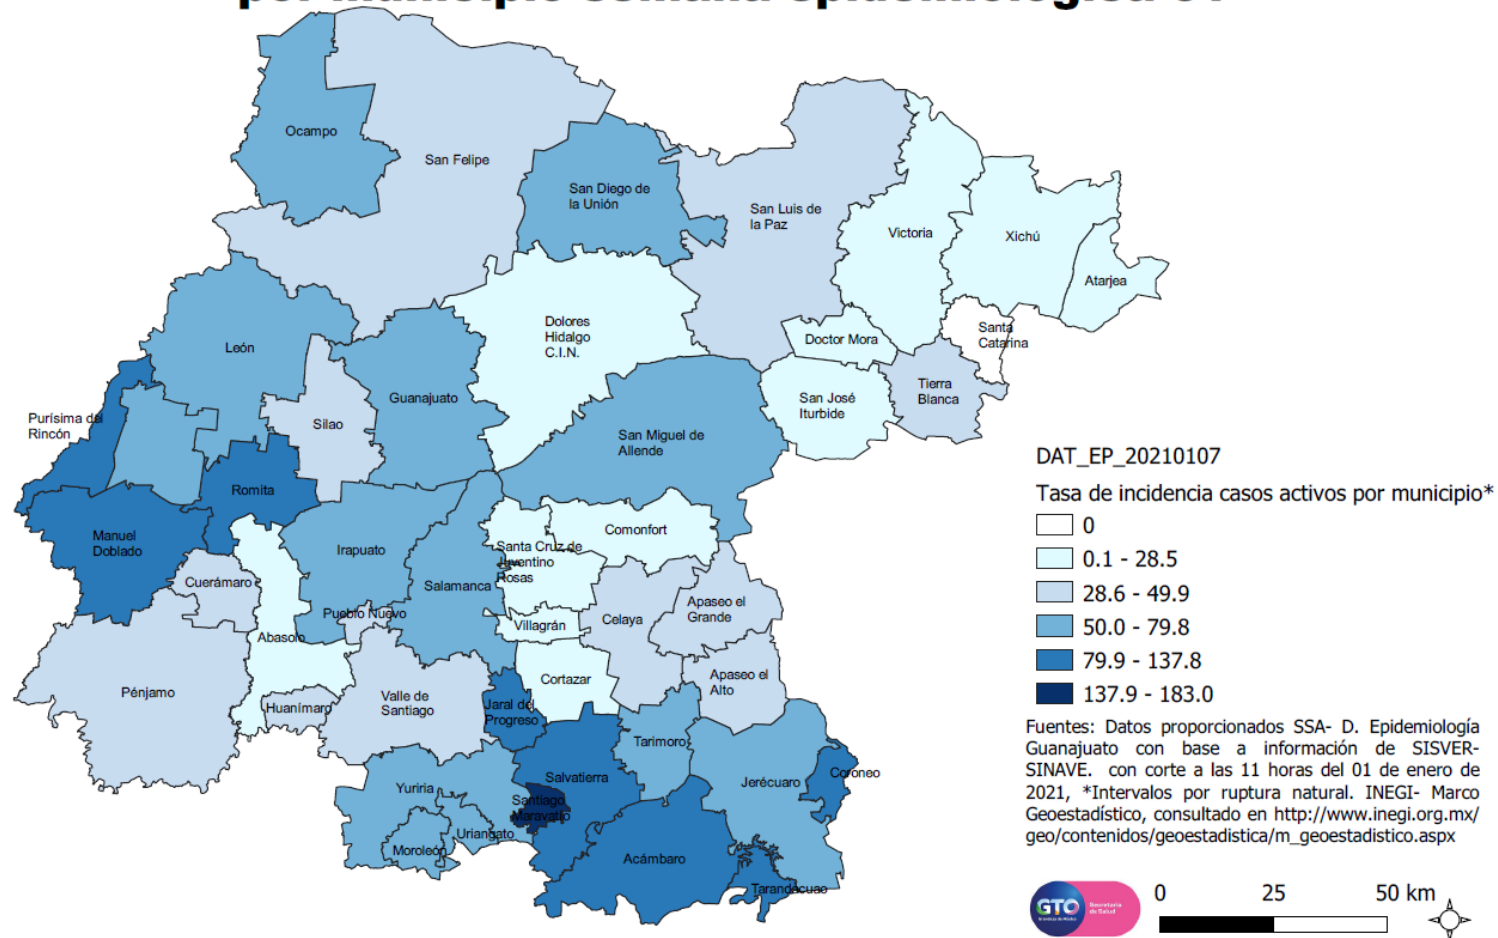 por municipio semana epidemiológica 01
Ocampo
San Felipe
San Diego de
la Unión
San Luis de
la Paz
Victoria
Xichú
Atarjea
León
Dolores
Hidalgo
C.I.N.
Doctor Mora
Santa
Catarina
Guanajuato
Tierra
Blanca
San José
Iturbide
Purísima del
Rincón
Silao
San Miguel de
Allende
Romita
Manuel
Doblado
Irapuato
Comonfort
Santa Cruz de
Juventino
Rosas
Cuerámaro
Salamanca
Pueblo Nuevo
Apaseo el
Grande
Celaya
Villagrán
Abasolo
Pénjamo
Cortazar
Apaseo el
Alto
Huanímaro
Valle de
Santiago
Jaral del
Progreso
Tarimoro
Salvatierra
Coroneo
Jerécuaro
Yuriria
Santiago
Maravatío
Uriangato
Moroleón
Acámbaro
Tarandacuao
DAT_EP_20210107
Tasa de incidencia casos activos por municipio*
0
0.1 - 28.5
28.6 - 49.9
50.0 - 79.8
79.9 - 137.8
137.9 - 183.0
Fuentes: Datos proporcionados SSA- D. Epidemiología
Guanajuato con base a información de SISVER-
SINAVE. con corte a las 11 horas del 01 de enero de
2021, *Intervalos por ruptura natural. INEGI- Marco
Geoestadístico, consultado en http://www.inegi.org.mx/
geo/contenidos/geoestadistica/m_geoestadistico.aspx
GTO
Secretaría
de Salud
0 25 50 km